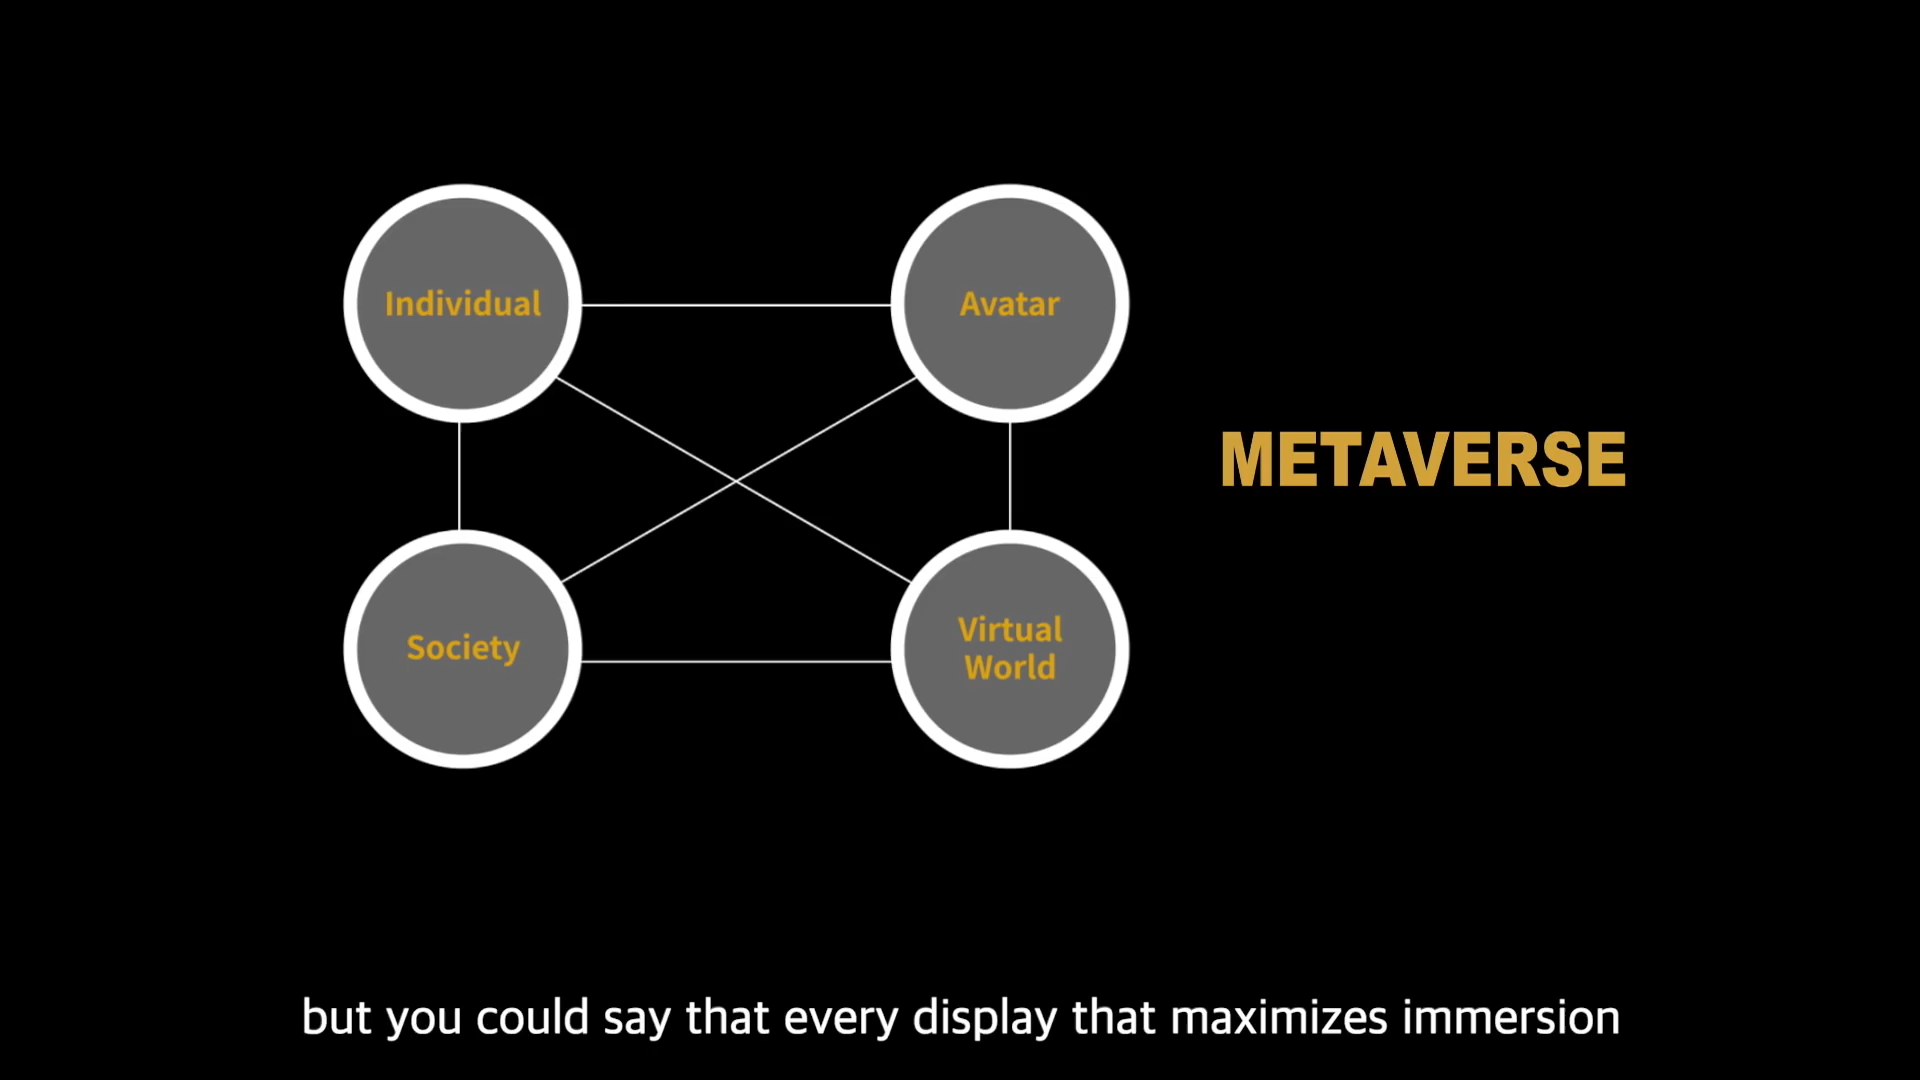 Individual
Avatar
METAVERSE
Society
Virtual
World
but you could say that every display that maximizes immersion